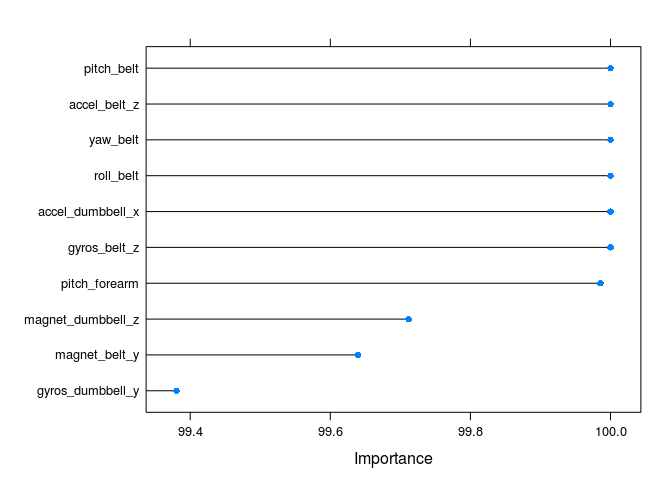 pitch_belt
accel_belt_z
yaw_belt
roll_belt
accel_dumbbell_x
gyros_belt_z
pitch_forearm
magnet_dumbbell_z
magnet_belt_y
gyros_dumbbell_y
99.4 99.6 99.8 100.0
Importance